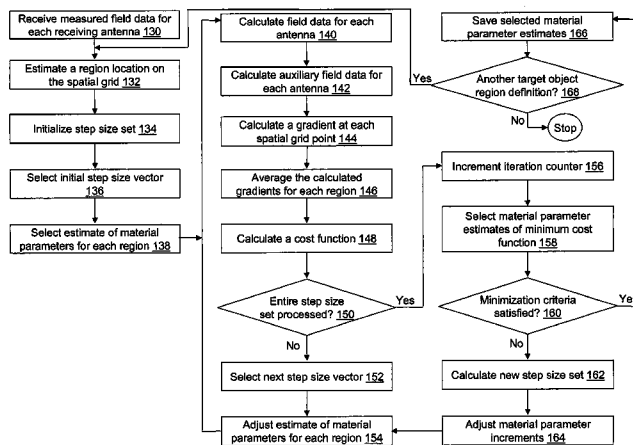 Receive measured field data for
each receiving antenna 130
Estimate a region location on
the spatial grid 132
Initialize step size set 134
Select initial step size vector
136
Select estimate of material
parameters for each region 138
Calculate field data for each
antenna 140
Calculate auxiliary field data for
each antenna 142
Calculate a gradient at each
spatial grid point 144
Average the calculated
gradients for each region 146
Calculate a cost function 148
Entire step size
set processed? 150
Yes
No
Select next step size vector 152
Adjust estimate of material
parameters for each region 154
Save selected material
parameter estimates 166
Yes
Another target object
region definition? 168
No
Stop
Increment iteration counter 156
Select material parameter
estimates of minimum cost
function 158
Minimization criteria
satisfied? 160
Yes
No
Calculate new step size set 162
Adjust material parameter
increments 164